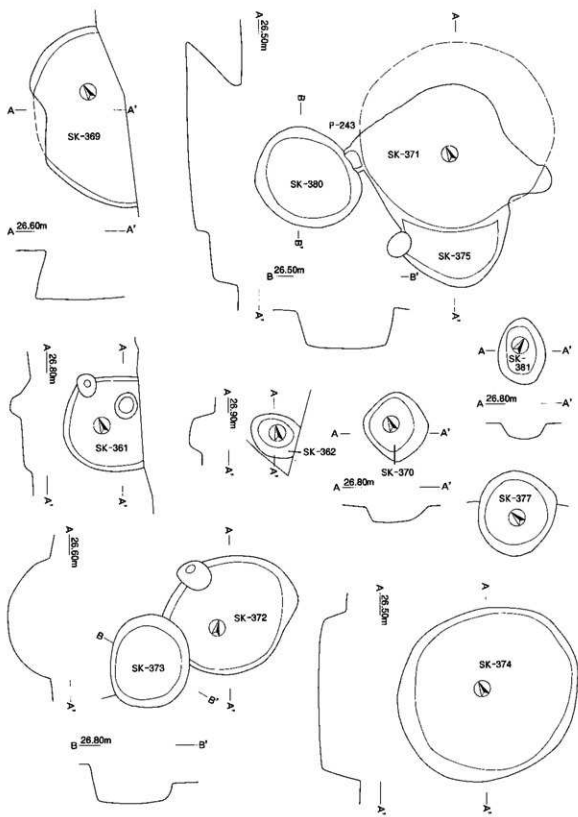 A
A'
SK-369
A 26.60m
A'
A 26.50m
A'
A
B
P-243
SK-371
SK-380
B'
SK-375
B 26.50m
B'
A'
A
A'
SK-381
A 26.80m
A'
A 26.80m
A'
A
SK-361
A'
A 26.90m
A'
A
SK-362
A'
A
A'
SK-370
A 26.80m
A'
SK-377
A 26.60m
A'
A
SK-372
B
SK-373
B'
A'
B 26.80m
B'
A 26.50m
A'
A
SK-374
A'